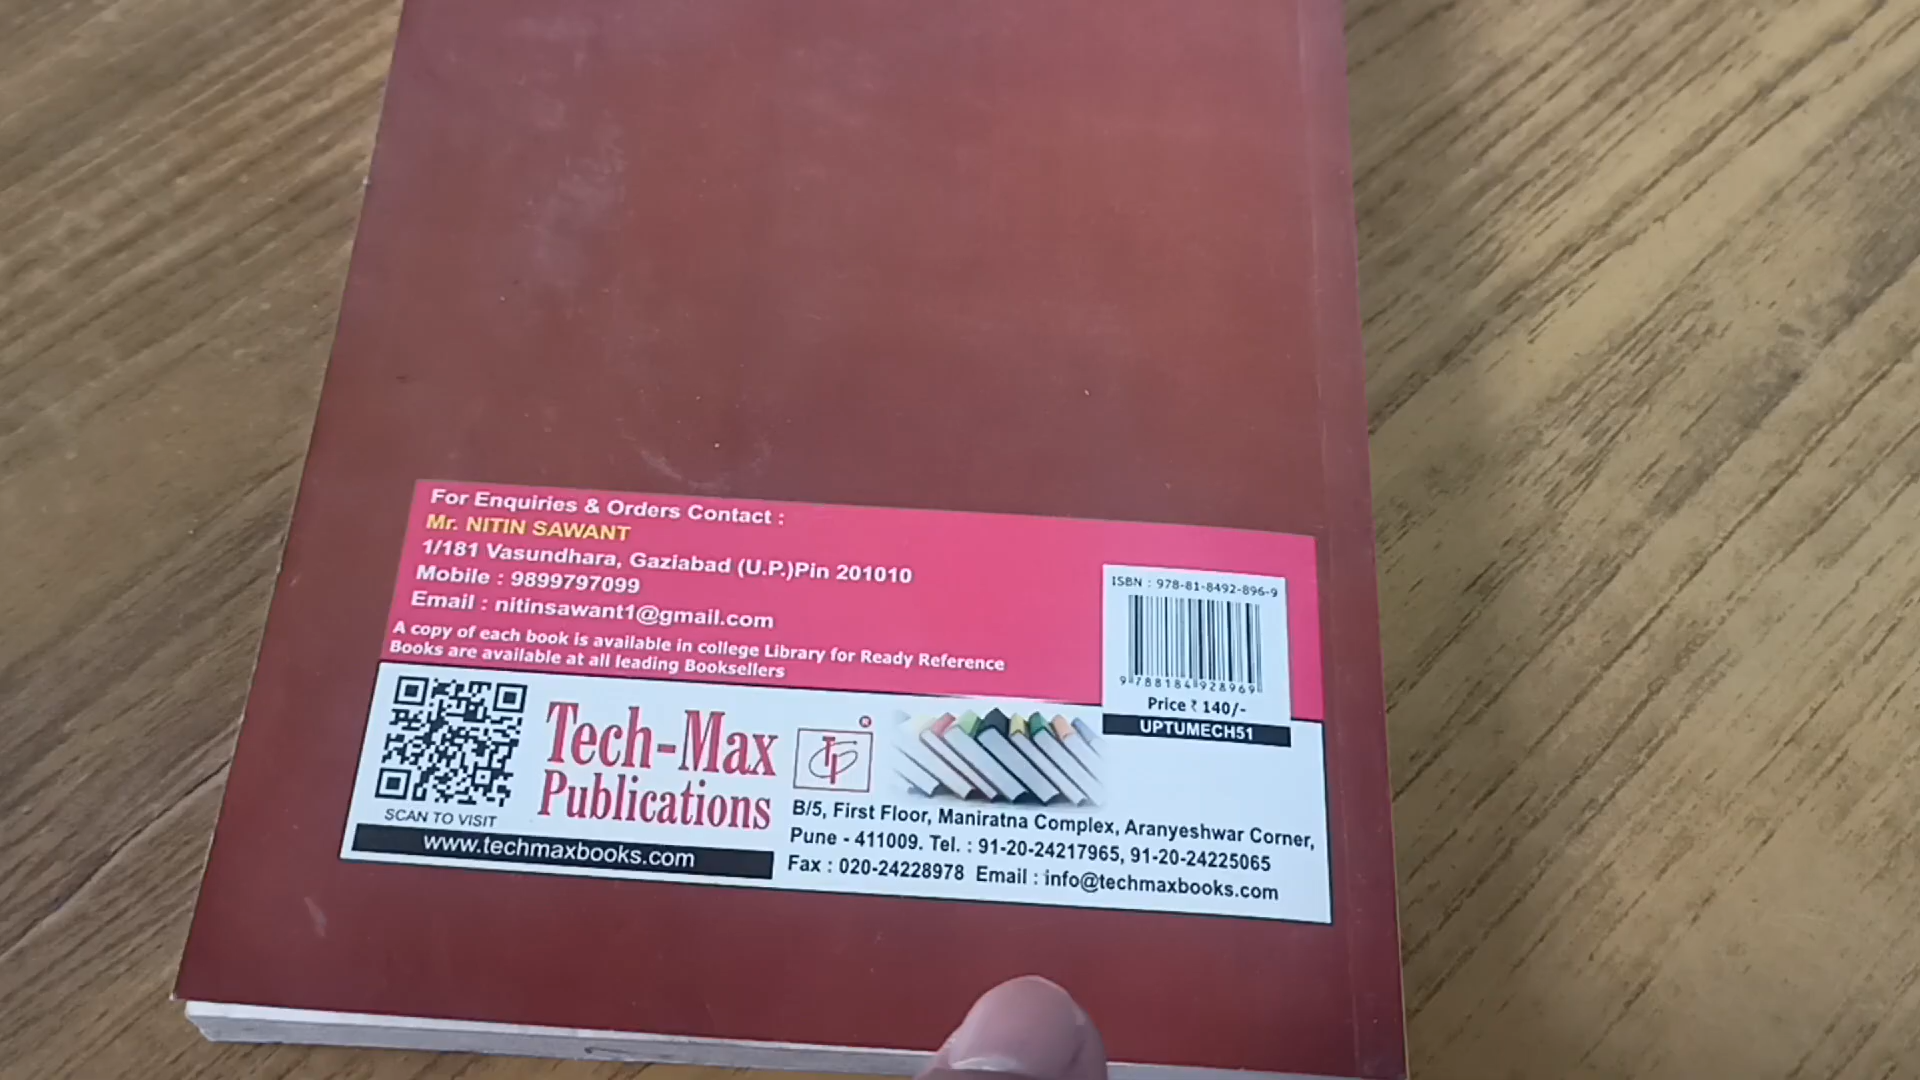 For Enquiries & Orders Contact :
Mr. NITIN SAWANT
1/181 Vasundhara, Gaziabad (U.P.)Pin 201010
Mobile : 9899797099
Email : nitinsawant1@gmail.com
A copy of each book is available in college Library for Ready Reference
Books are available at all leading Booksellers
ISBN : 978-81-8492-896-9
9 788184 928969
Price ₹ 140/-
UPTUMECH51
SCAN TO VISIT
www.techmaxbooks.com
Tech-Max
Publications
®
TP
B/5, First Floor, Maniratna Complex, Aranyeshwar Corner,
Pune - 411009. Tel. : 91-20-24217965, 91-20-24225065
Fax : 020-24228978 Email : info@techmaxbooks.com